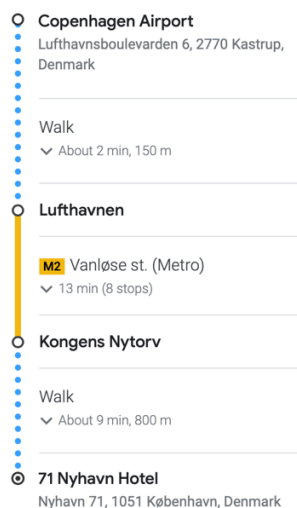 Copenhagen Airport
Lufthavnsboulevarden 6, 2770 Kastrup,
Denmark
Walk
About 2 min, 150 m
Lufthavnen
M2 Vanløse st. (Metro)
13 min (8 stops)
Kongens Nytorv
Walk
About 9 min, 800 m
71 Nyhavn Hotel
Nyhavn 71, 1051 København, Denmark